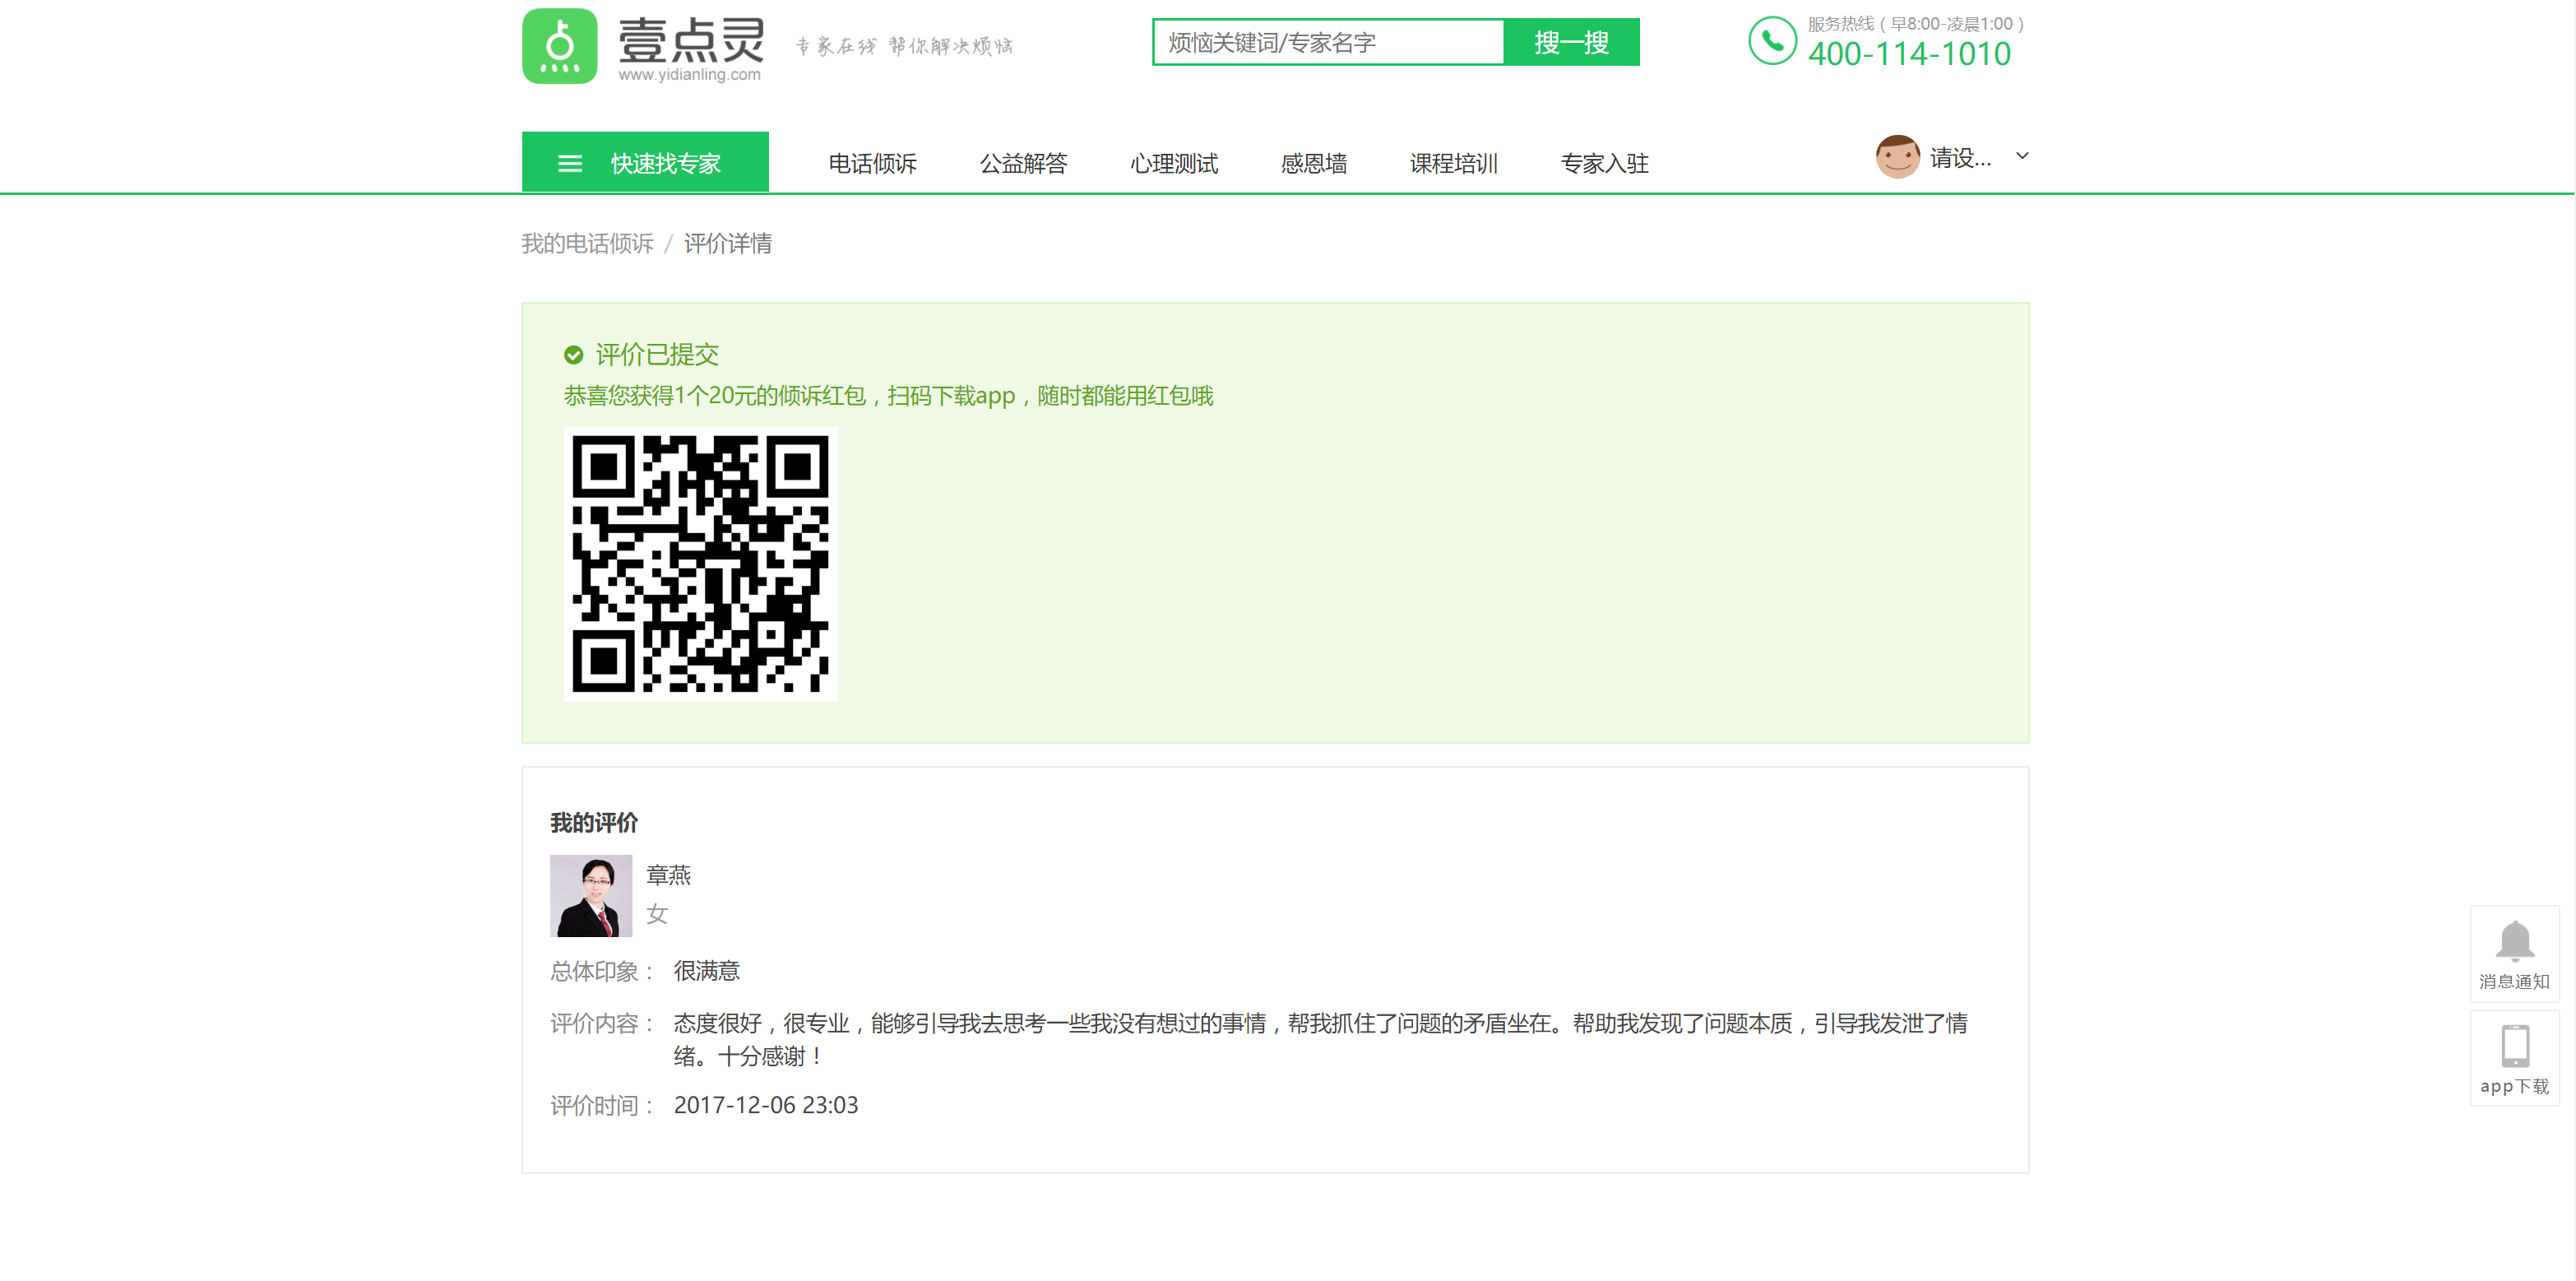 壹点灵
www.yidianling.com
专家在线 帮你解决烦恼
烦恼关键词/专家名字
搜一搜
服务热线（早8:00-凌晨1:00）
400-114-1010
快速找专家
电话倾诉
公益解答
心理测试
感恩墙
课程培训
专家入驻
请设...
我的电话倾诉 / 评价详情
评价已提交
恭喜您获得1个20元的倾诉红包，扫码下载app，随时都能用红包哦
我的评价
章燕
女
总体印象： 很满意
评价内容： 态度很好，很专业，能够引导我去思考一些我没有想过的事情，帮我抓住了问题的矛盾坐在。帮助我发现了问题本质，引导我发泄了情
绪。十分感谢！
评价时间： 2017-12-06 23:03
消息通知
app下载